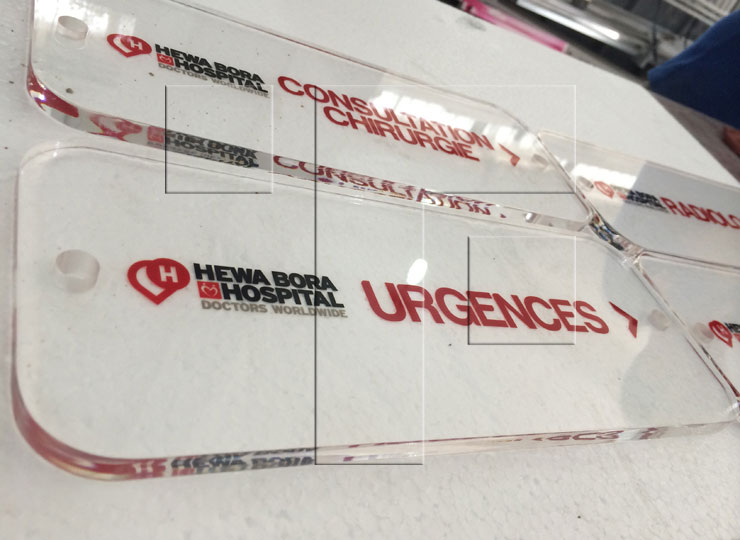 HEWA BORA
HOSPITAL
DOCTORS WORLDWIDE
CONSULTATION
CHIRURGIE
HEWA BORA
HOSPITAL
DOCTORS WORLDWIDE
URGENCES